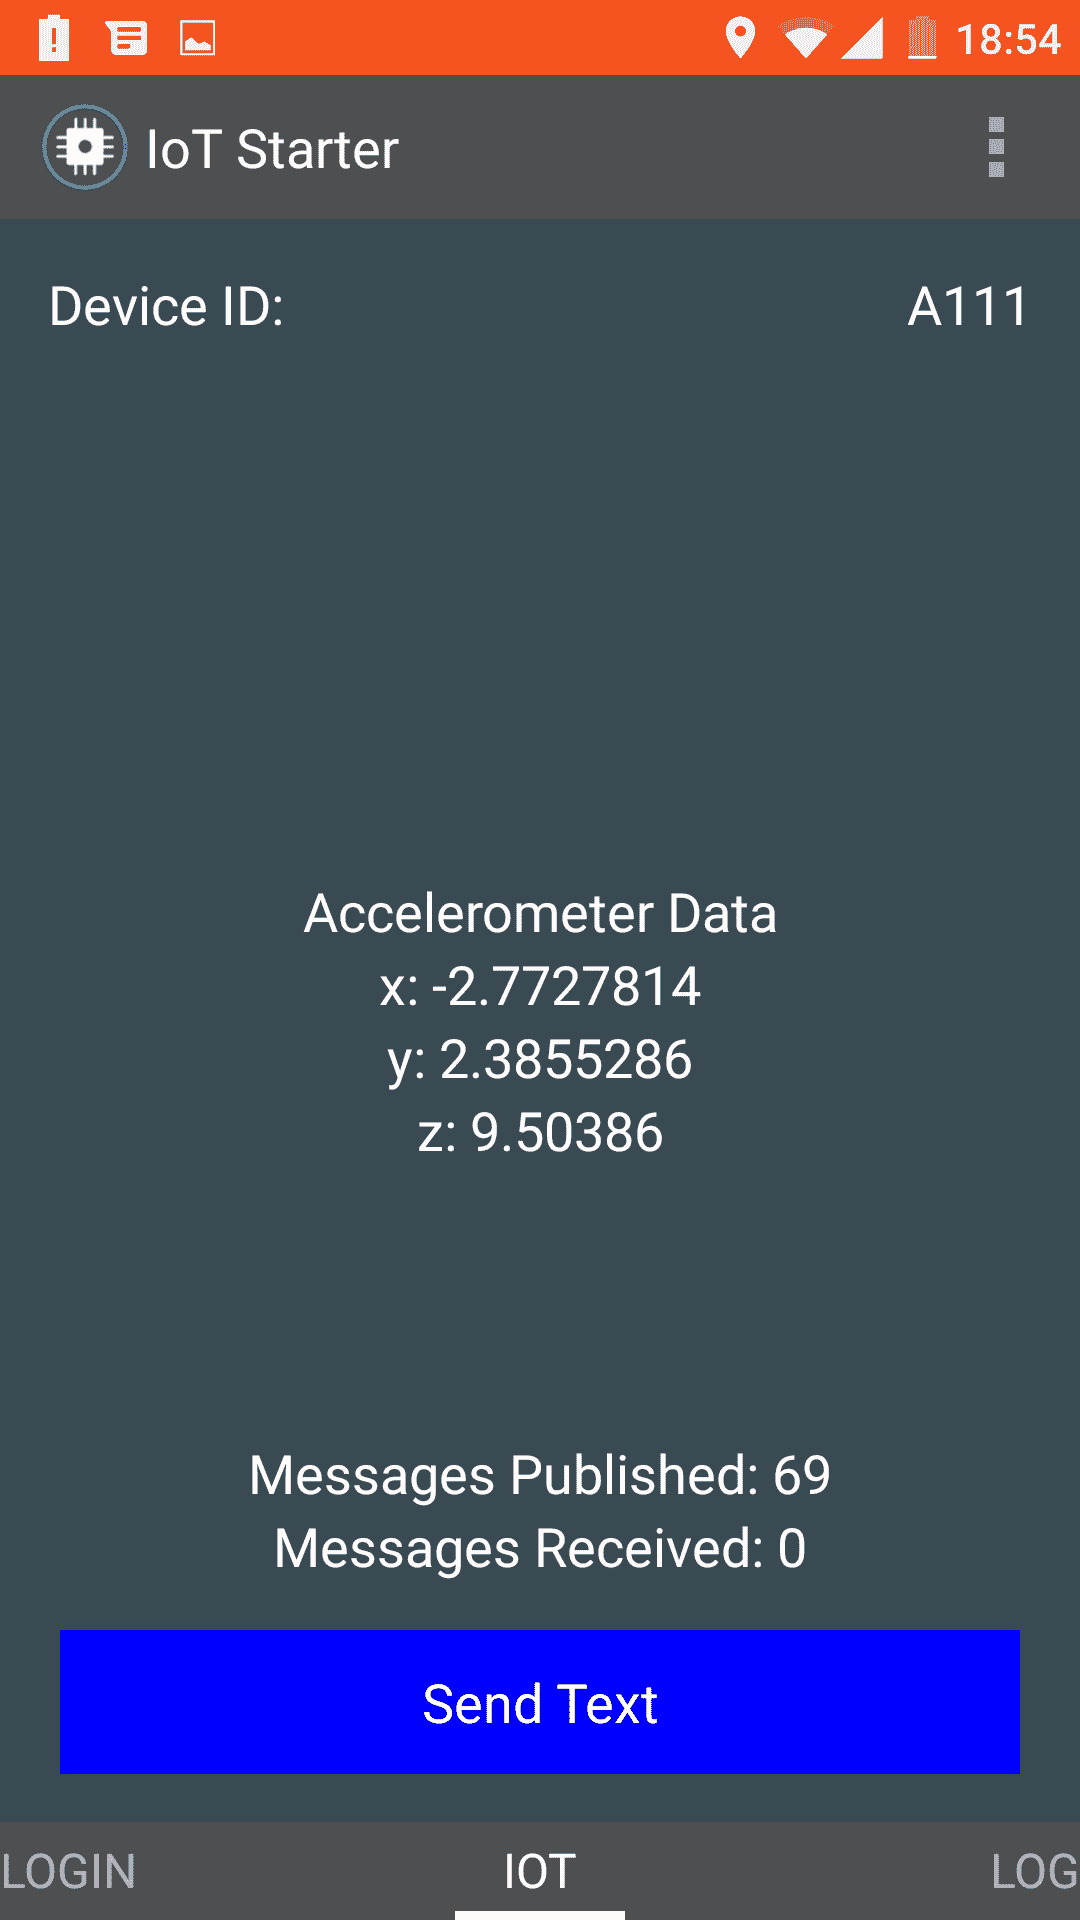 18:54
IoT Starter
Device ID: A111
Accelerometer Data
x: -2.7727814
y: 2.3855286
z: 9.50386
Messages Published: 69
Messages Received: 0
Send Text
LOGIN IOT LOG